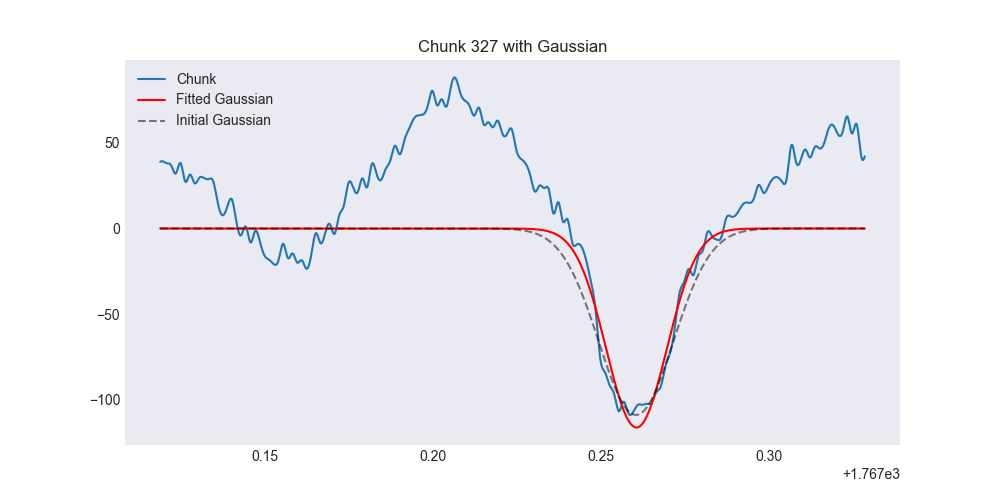 Chunk 327 with Gaussian
Chunk
Fitted Gaussian
Initial Gaussian
50
0
−50
−100
0.15 0.20 0.25 0.30
+1.767e3